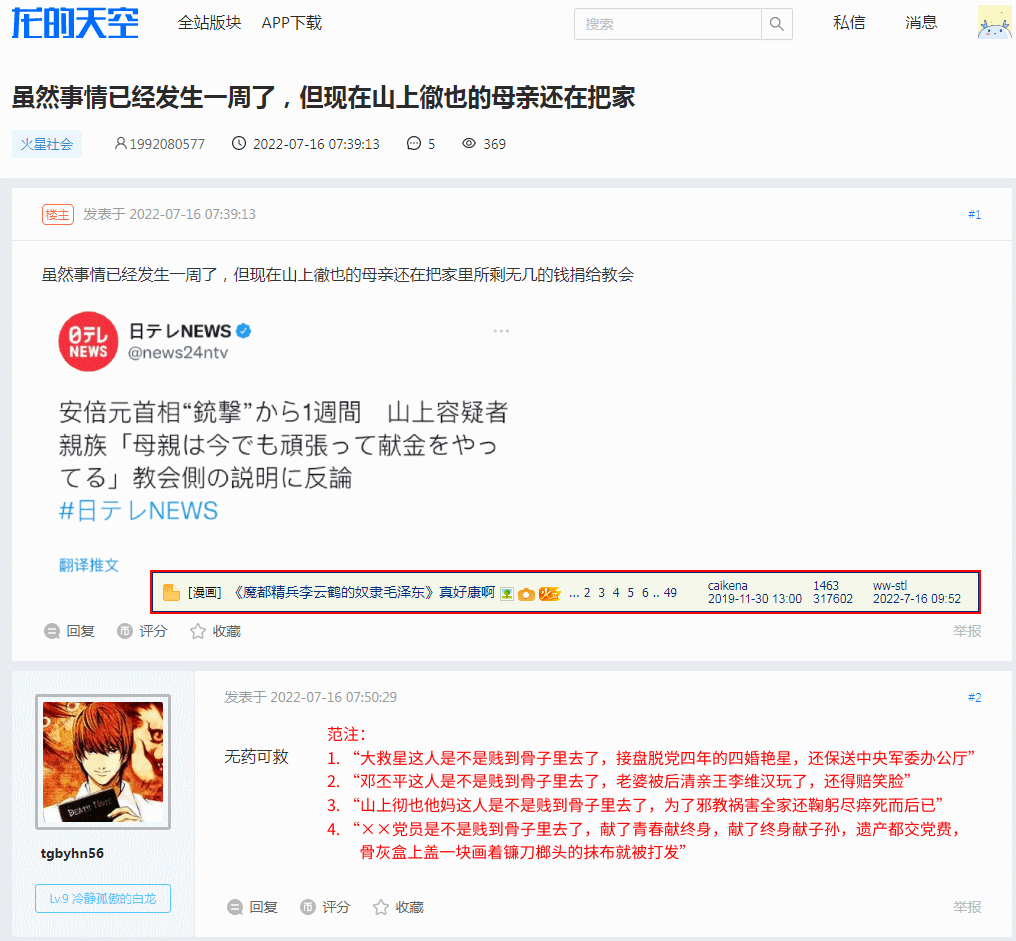 龙的天空
全站版块 APP下载 搜索 私信 消息
虽然事情已经发生一周了，但现在山上徹也的母亲还在把家
火星社会 1992080577 2022-07-16 07:39:13 5 369
楼主 发表于 2022-07-16 07:39:13 #1
虽然事情已经发生一周了，但现在山上徹也的母亲还在把家里所剩无几的钱捐给教会
日テレ NEWS
日テレNEWS
@news24ntv
安倍元首相“銃撃”から1週間　山上容疑者
親族「母親は今でも頑張って献金をやっ
てる」教会側の説明に反論
#日テレNEWS
翻译推文
[漫画] 《魔都精兵李云鹤的奴隶毛泽东》真好康啊 火 ... 2 3 4 5 6 .. 49 caikena 1463 ww-stl
2019-11-30 13:00 317602 2022-7-16 09:52
回复 评分 收藏 举报
发表于 2022-07-16 07:50:29 #2
无药可救
范注：
1. “大救星这人是不是贱到骨子里去了，接盘脱党四年的四婚艳星，还保送中央军委办公厅”
2. “邓丕平这人是不是贱到骨子里去了，老婆被后清亲王李维汉玩了，还得赔笑脸”
3. “山上彻也他妈这人是不是贱到骨子里去了，为了邪教祸害全家还鞠躬尽瘁死而后已”
4. “××党员是不是贱到骨子里去了，献了青春献终身，献了终身献子孙，遗产都交党费，
骨灰盒上盖一块画着镰刀榔头的抹布就被打发”
DEATH NOTE
tgbyhn56
Lv.9 冷静孤傲的白龙
回复 评分 收藏 举报